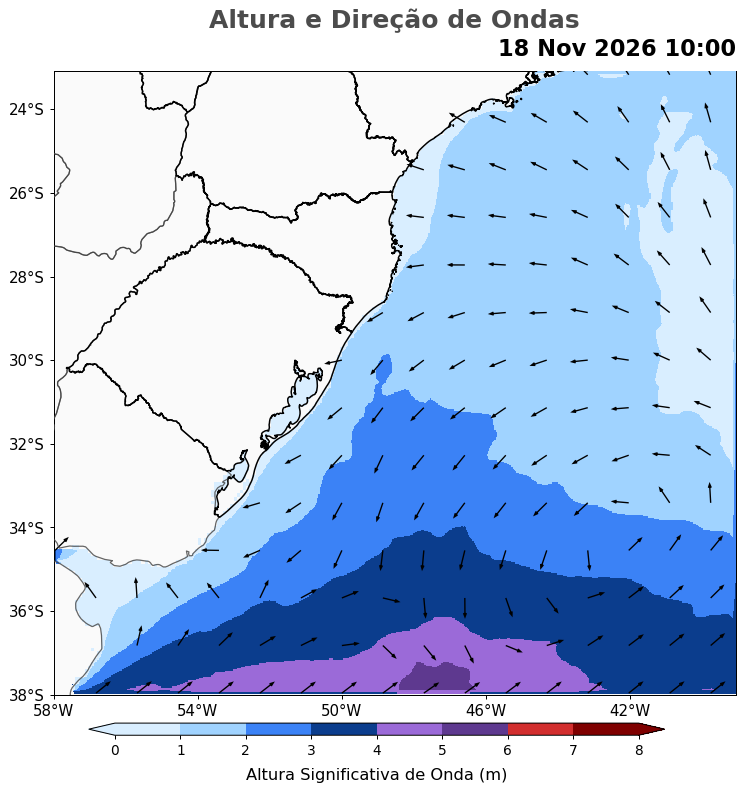 Altura e Direção de Ondas
18 Nov 2026 10:00
24°S
26°S
28°S
30°S
32°S
34°S
36°S
38°S
58°W 54°W 50°W 46°W 42°W
0 1 2 3 4 5 6 7 8
Altura Significativa de Onda (m)